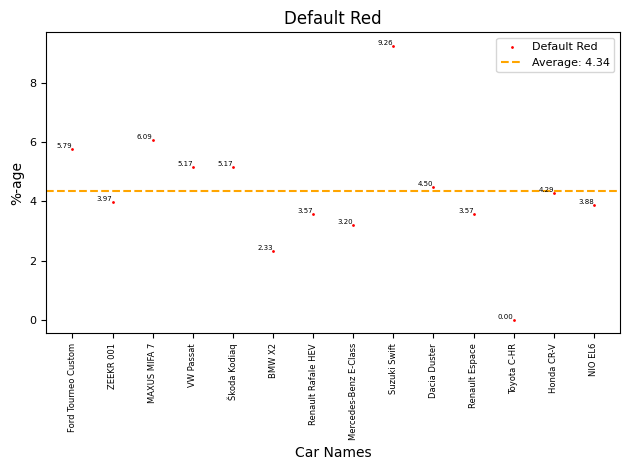 Default Red
%-age
8
6
4
2
0
5.79
3.97
6.09
5.17
5.17
2.33
3.57
3.20
9.26
4.50
3.57
0.00
4.29
3.88
Default Red
Average: 4.34
Ford Tourneo Custom
ZEEKR 001
MAXUS MIFA 7
VW Passat
Škoda Kodiaq
BMW X2
Renault Rafale HEV
Mercedes-Benz E-Class
Suzuki Swift
Dacia Duster
Renault Espace
Toyota C-HR
Honda CR-V
NIO EL6
Car Names